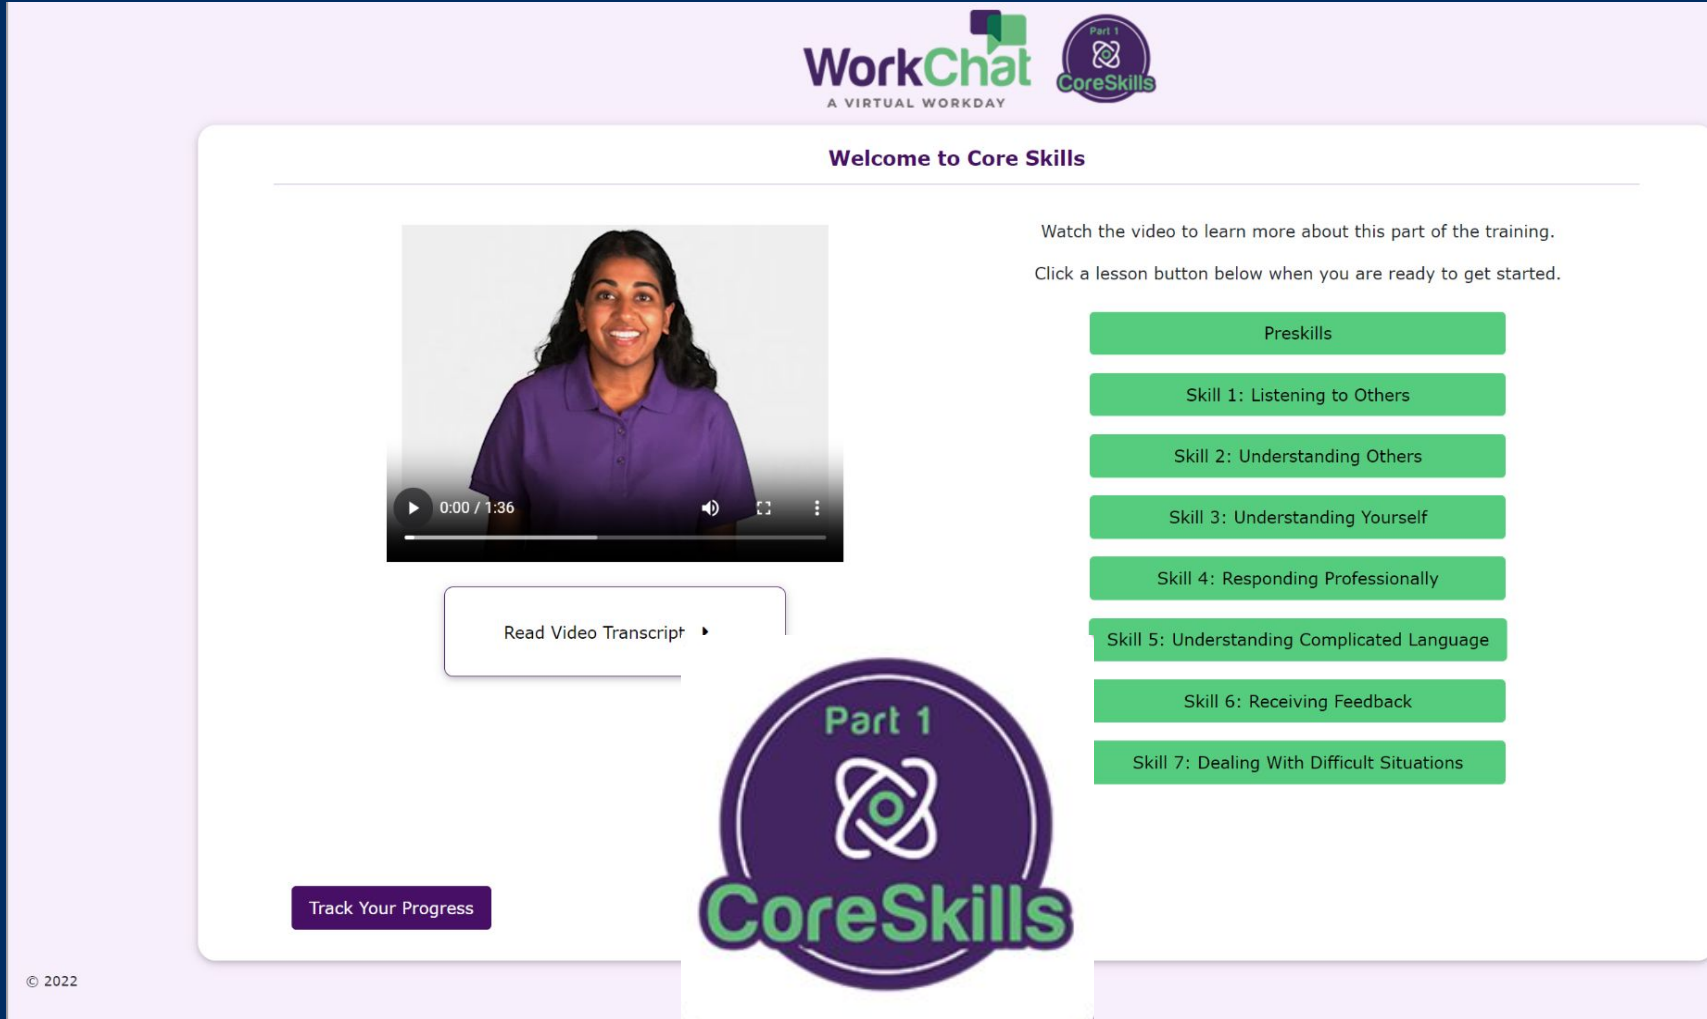 WorkChat
A VIRTUAL WORKDAY
Part 1
CoreSkills
Welcome to Core Skills
Watch the video to learn more about this part of the training.
Click a lesson button below when you are ready to get started.
0:00 / 1:36
Read Video Transcript
Preskills
Skill 1: Listening to Others
Skill 2: Understanding Others
Skill 3: Understanding Yourself
Skill 4: Responding Professionally
Skill 5: Understanding Complicated Language
Skill 6: Receiving Feedback
Skill 7: Dealing With Difficult Situations
Part 1
CoreSkills
Track Your Progress
© 2022